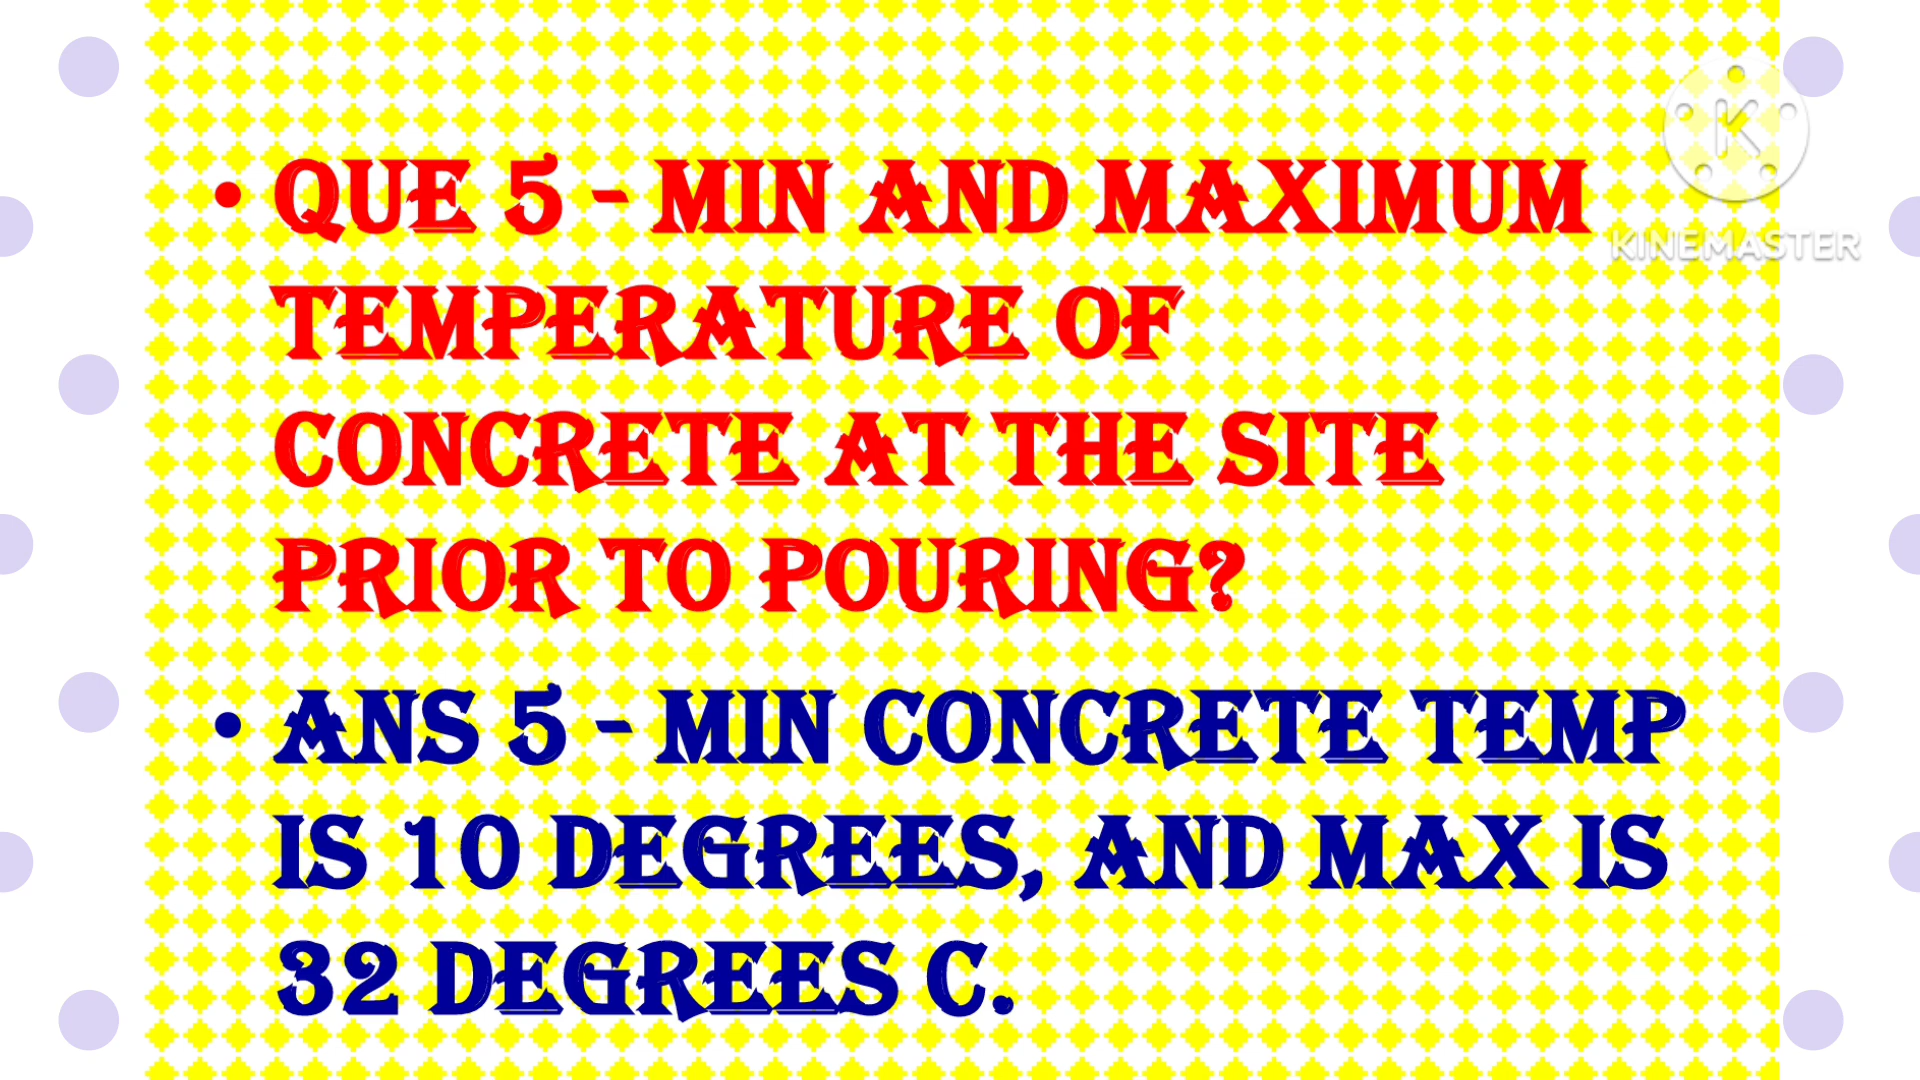 • QUE 5 - MIN AND MAXIMUM
TEMPERATURE OF
CONCRETE AT THE SITE
PRIOR TO POURING?
• ANS 5 - MIN CONCRETE TEMP
IS 10 DEGREES, AND MAX IS
32 DEGREES C.
K
KINEMASTER